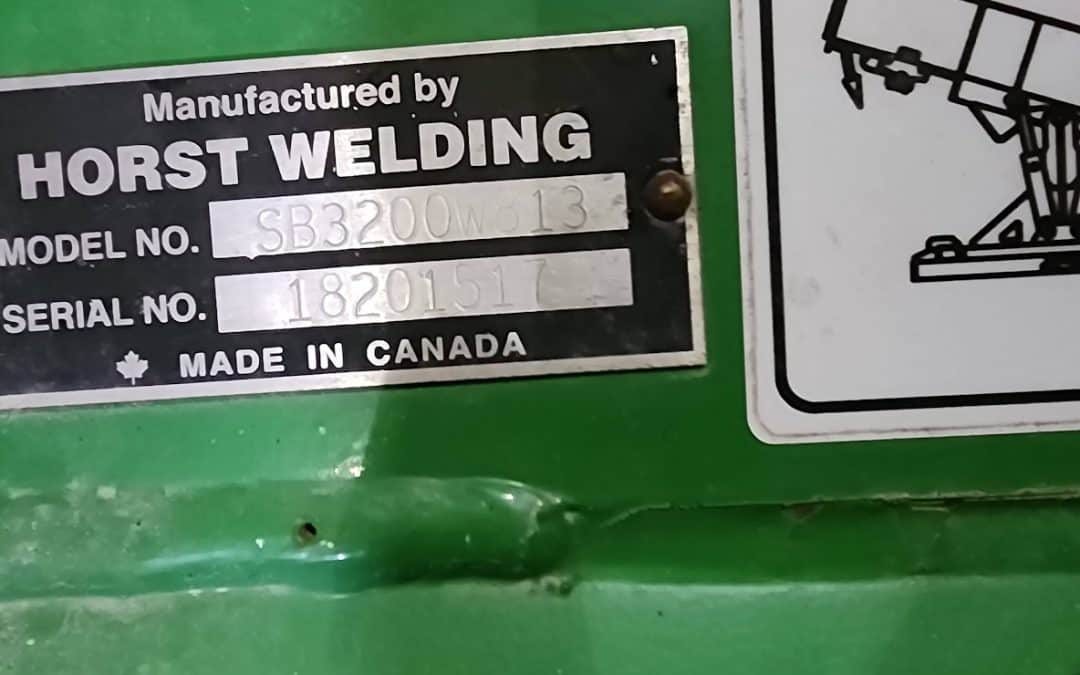 Manufactured by
HORST WELDING
MODEL NO.
SERIAL NO. 18201517
MADE IN CANADA